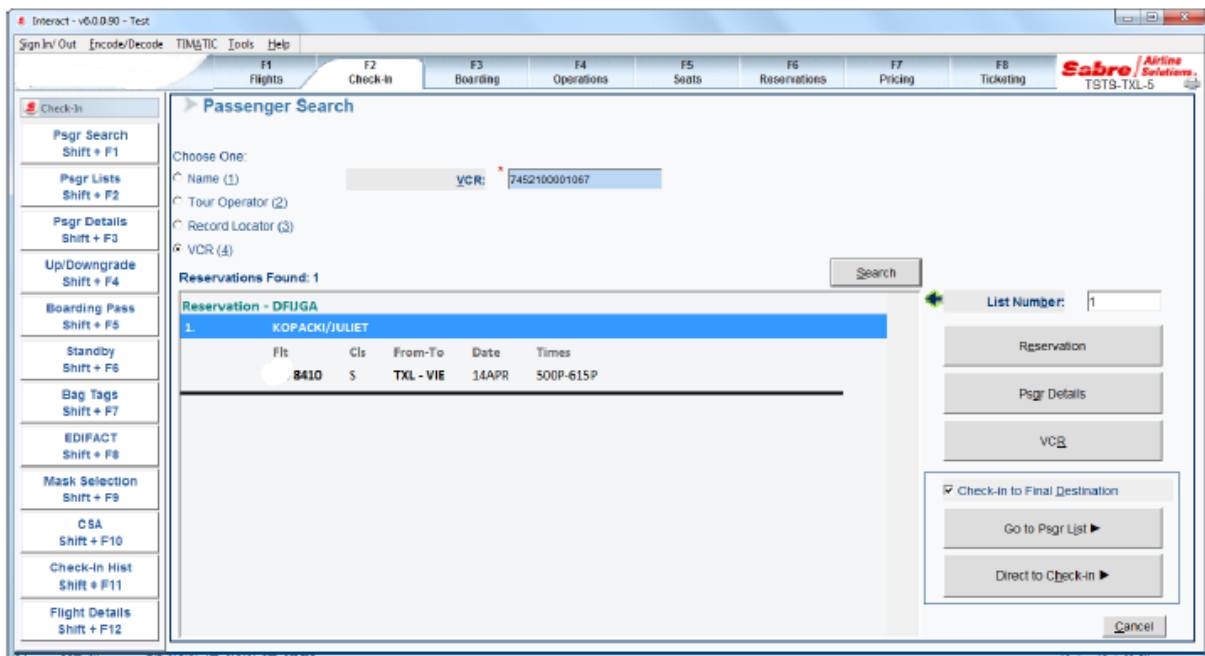 Interact - v6.0.0.90 - Test
Sign In/ Out Encode/Decode TIMATIC Tools Help
F1 F2 F3 F4 F5 F6 F7 F8
Flights Check-In Boarding Operations Seats Reservations Pricing Ticketing
Sabre Airline Solutions.
TSTS-TXL-5
Check-In
Psgr Search
Shift + F1
Psgr Lists
Shift + F2
Psgr Details
Shift + F3
Up/Downgrade
Shift + F4
Boarding Pass
Shift + F5
Standby
Shift + F6
Bag Tags
Shift + F7
EDIFACT
Shift + F8
Mask Selection
Shift + F9
CSA
Shift + F10
Check-In Hist
Shift + F11
Flight Details
Shift + F12
Passenger Search
Choose One:
Name (1)
VCR: * 7452100001067
Tour Operator (2)
Record Locator (3)
VCR (4)
Reservations Found: 1
Search
Reservation - DFIJGA
1. KOPACKI/JULIET
Flt Cls From-To Date Times
8410 S TXL - VIE 14APR 500P-615P
List Number: 1
Reservation
Psgr Details
VCR
Check-in to Final Destination
Go to Psgr List
Direct to Check-in
Cancel